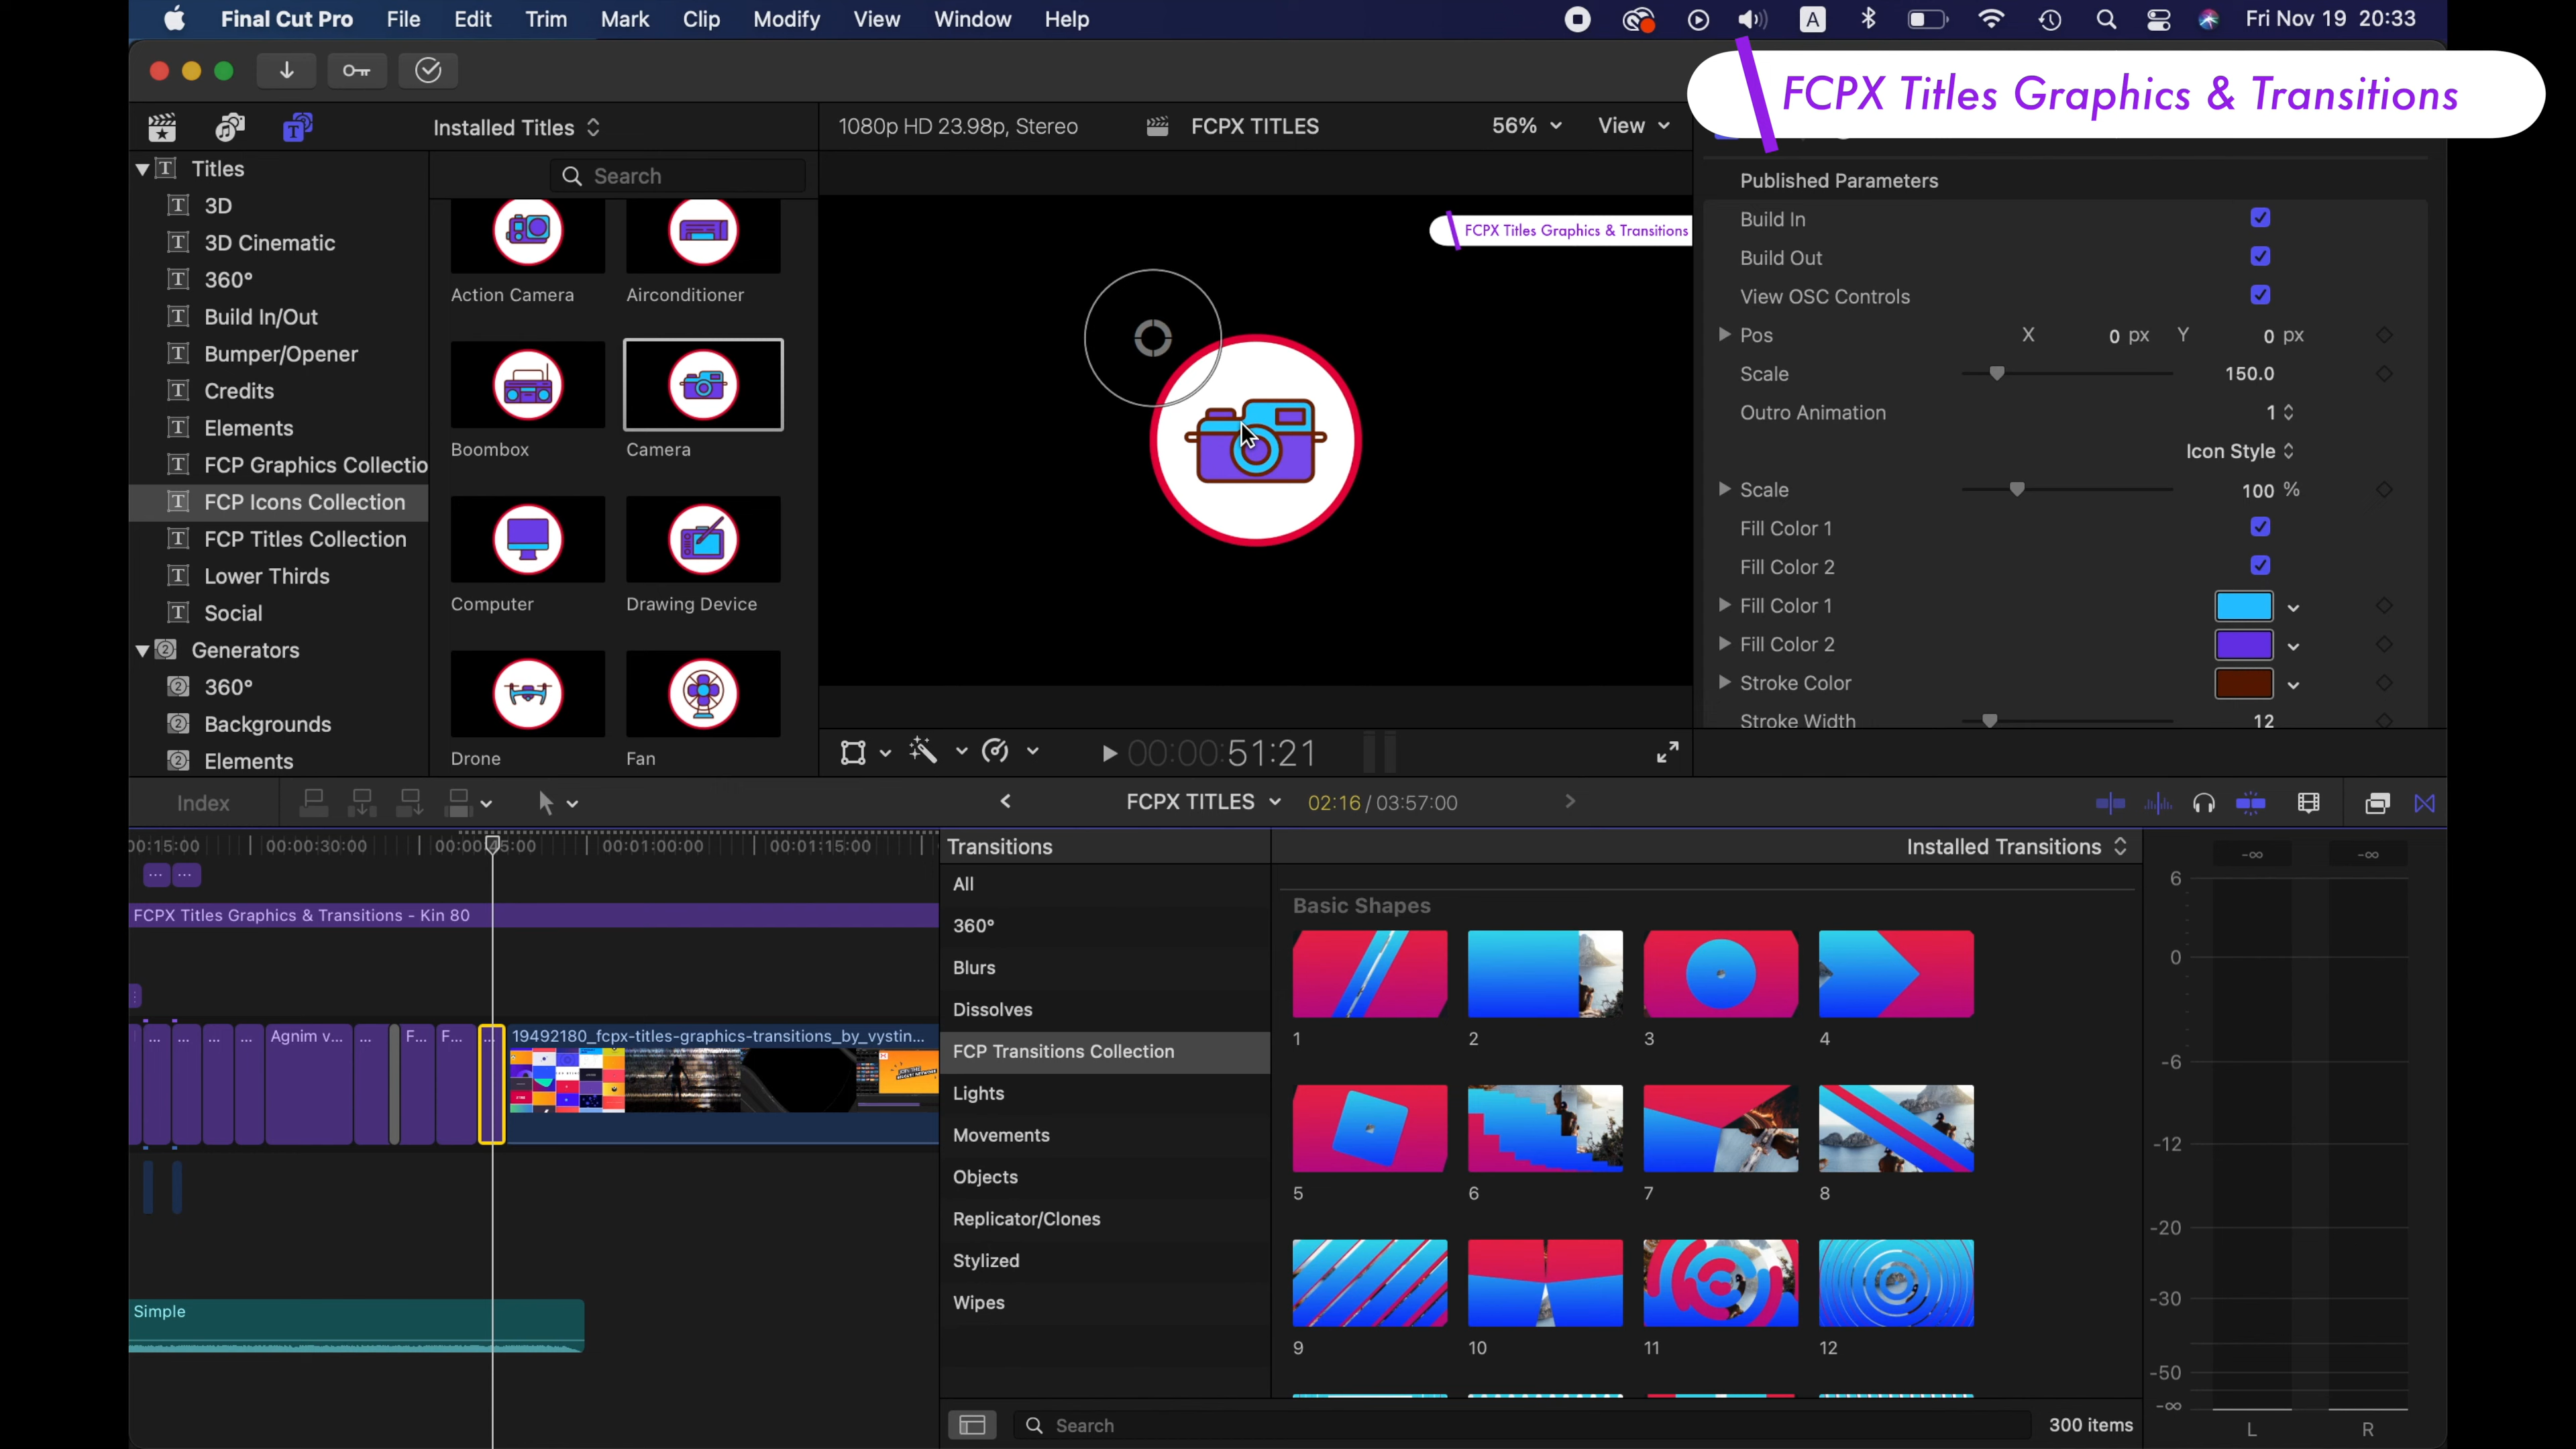 Final Cut Pro File Edit Trim Mark Clip Modify View Window Help
A
Fri Nov 19 20:33
FCPX Titles Graphics & Transitions
Installed Titles
1080p HD 23.98p, Stereo
FCPX TITLES
56%
View
Titles
3D
3D Cinematic
360°
Build In/Out
Bumper/Opener
Credits
Elements
FCP Graphics Collectio
FCP Icons Collection
FCP Titles Collection
Lower Thirds
Social
Generators
360°
Backgrounds
Elements
Search
Action Camera
Airconditioner
Boombox
Camera
Computer
Drawing Device
Drone
Fan
FCPX Titles Graphics & Transitions
00:00:51:21
Published Parameters
Build In
Build Out
View OSC Controls
Pos X 0 px Y 0 px
Scale 150.0
Outro Animation 1
Icon Style
Scale 100 %
Fill Color 1
Fill Color 2
Fill Color 1
Fill Color 2
Stroke Color
Stroke Width 12
Index
FCPX TITLES
02:16 / 03:57:00
00:15:00
00:00:30:00
00:00:45:00
00:01:00:00
00:01:15:00
FCPX Titles Graphics & Transitions - Kin 80
Agnim v...
F...
F...
19492180_fcpx-titles-graphics-transitions_by_vystin...
Simple
Transitions
All
360°
Blurs
Dissolves
FCP Transitions Collection
Lights
Movements
Objects
Replicator/Clones
Stylized
Wipes
Installed Transitions
Basic Shapes
1
2
3
4
5
6
7
8
9
10
11
12
Search
300 items
-∞ -∞
6
0
-6
-12
-20
-30
-50
-∞
L R